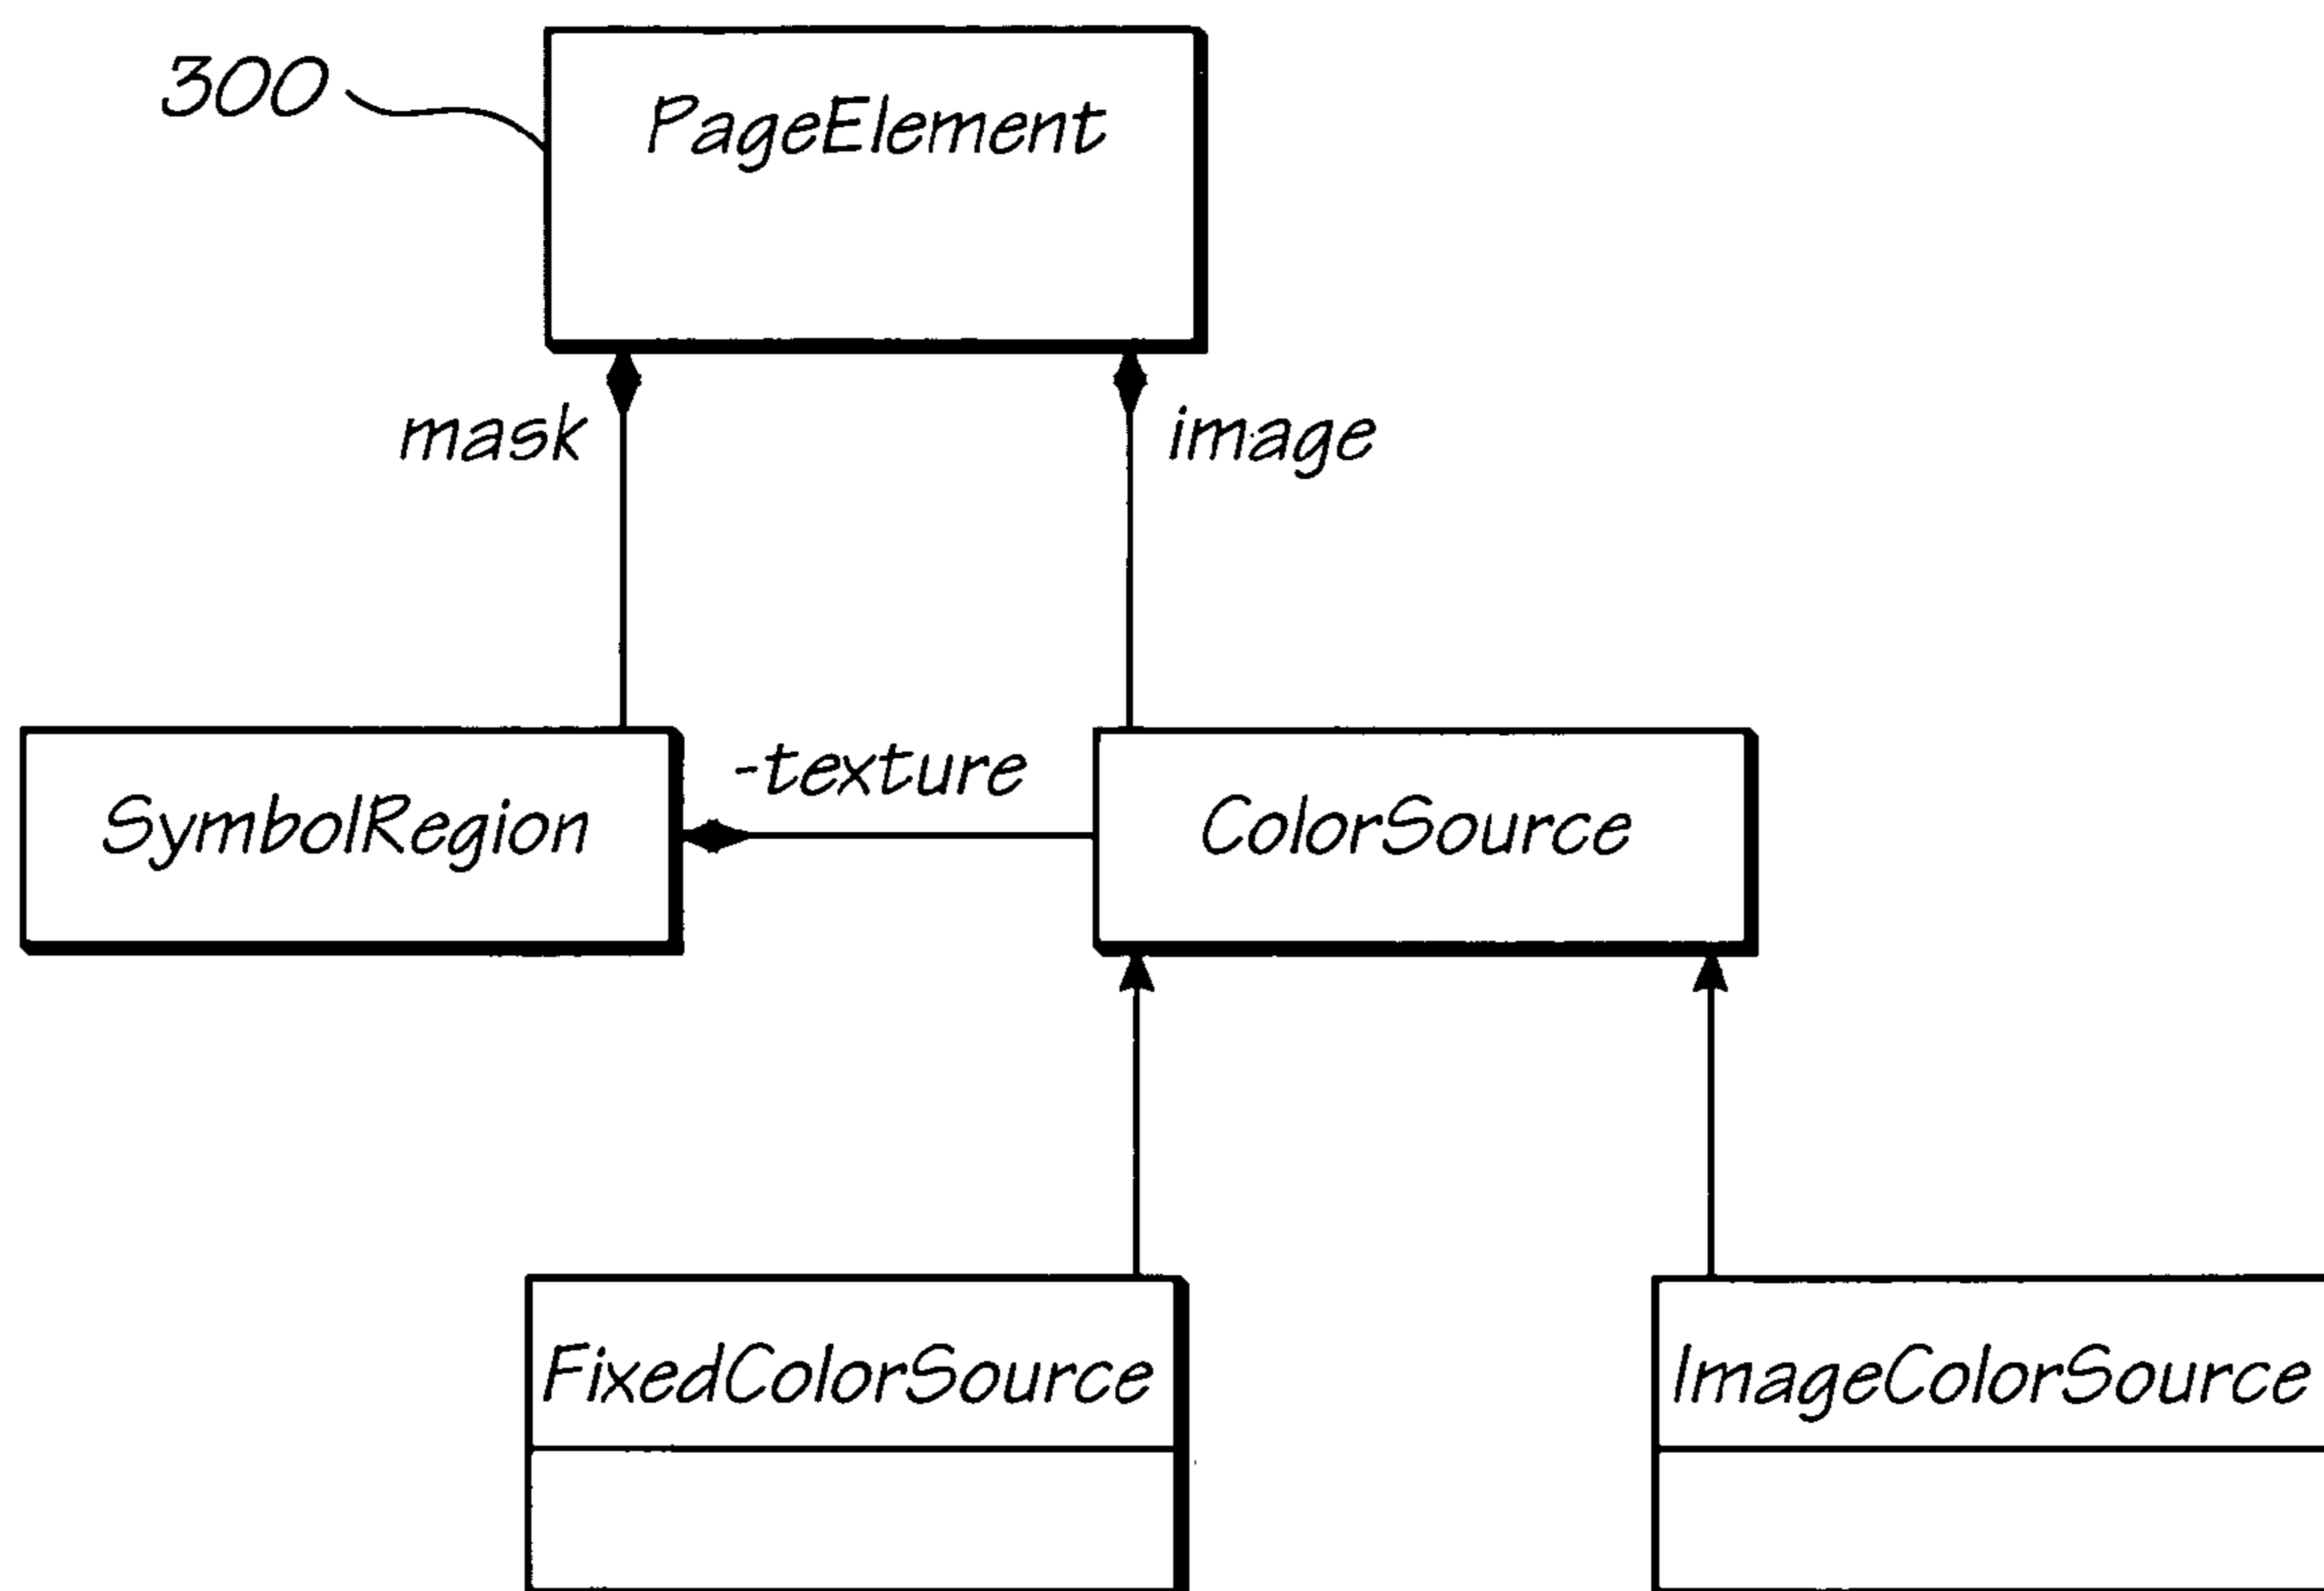 300
PageElement
mask
image
-texture
SymbolRegion
ColorSource
FixedColorSource
ImageColorSource